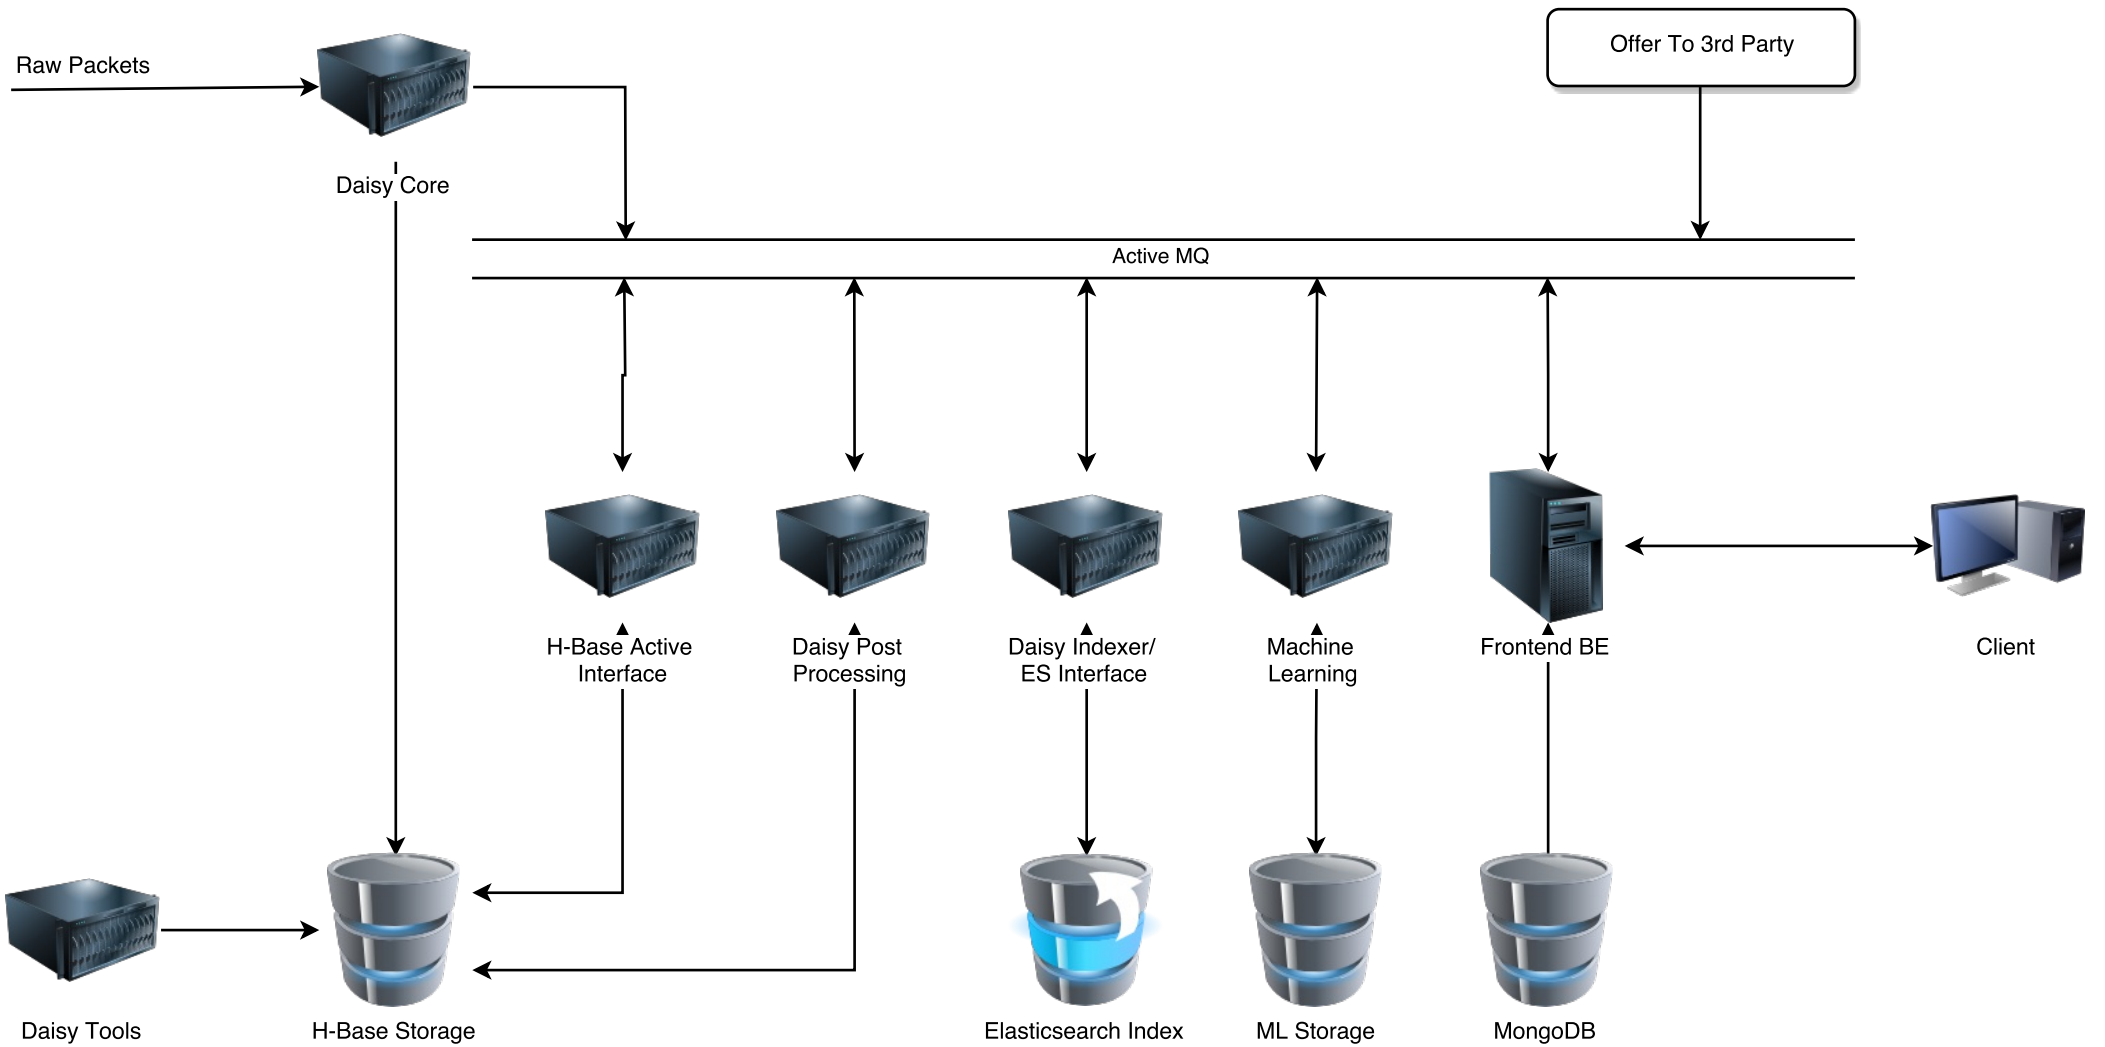 Raw Packets
Offer To 3rd Party
Daisy Core
Active MQ
H-Base Active
Interface
Daisy Post
Processing
Daisy Indexer/
ES Interface
Machine
Learning
Frontend BE
Client
Daisy Tools
H-Base Storage
Elasticsearch Index
ML Storage
MongoDB